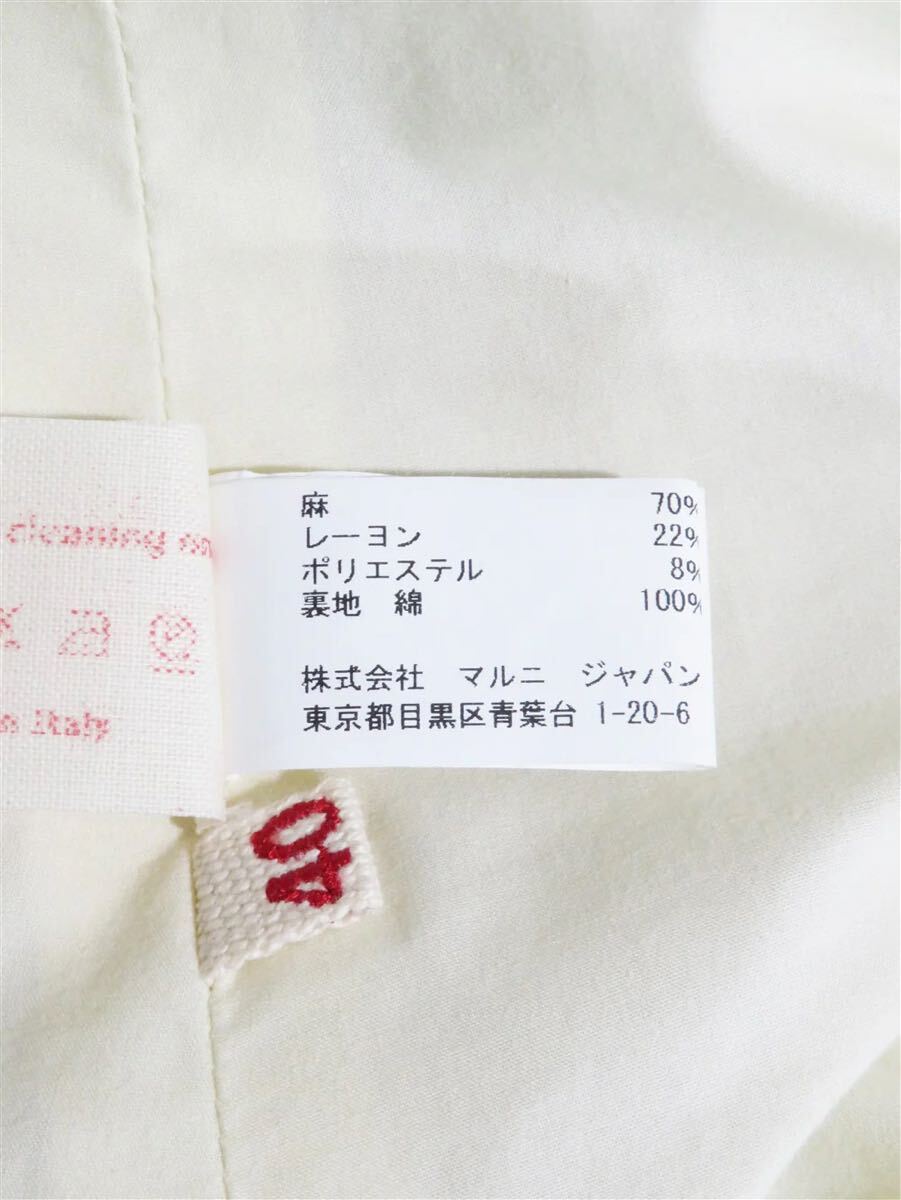 cleaning
Italy
麻 70%
レーヨン 22%
ポリエステル 8%
裏地 綿 100%
株式会社 マルニ ジャパン
東京都目黒区青葉台 1-20-6
40